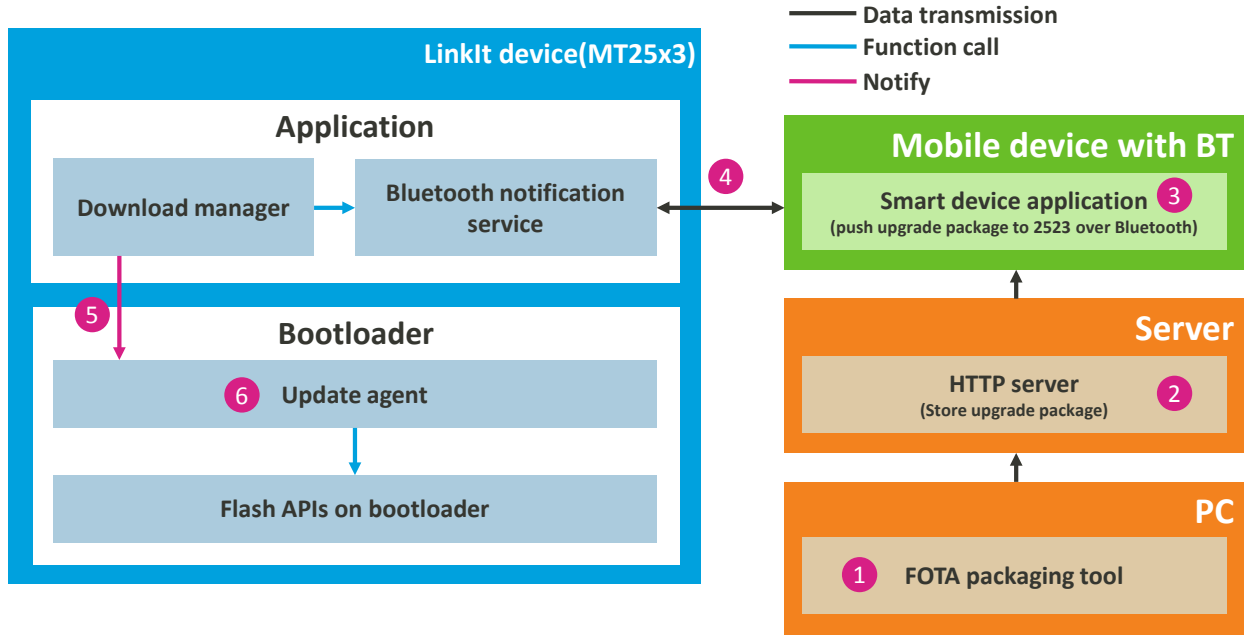 Data transmission
Function call
Notify
LinkIt device(MT25x3)
Application
Download manager
Bluetooth notification
service
4
5
Bootloader
6
Update agent
Flash APIs on bootloader
Mobile device with BT
Smart device application
3
(push upgrade package to 2523 over Bluetooth)
Server
HTTP server
2
(Store upgrade package)
PC
1
FOTA packaging tool